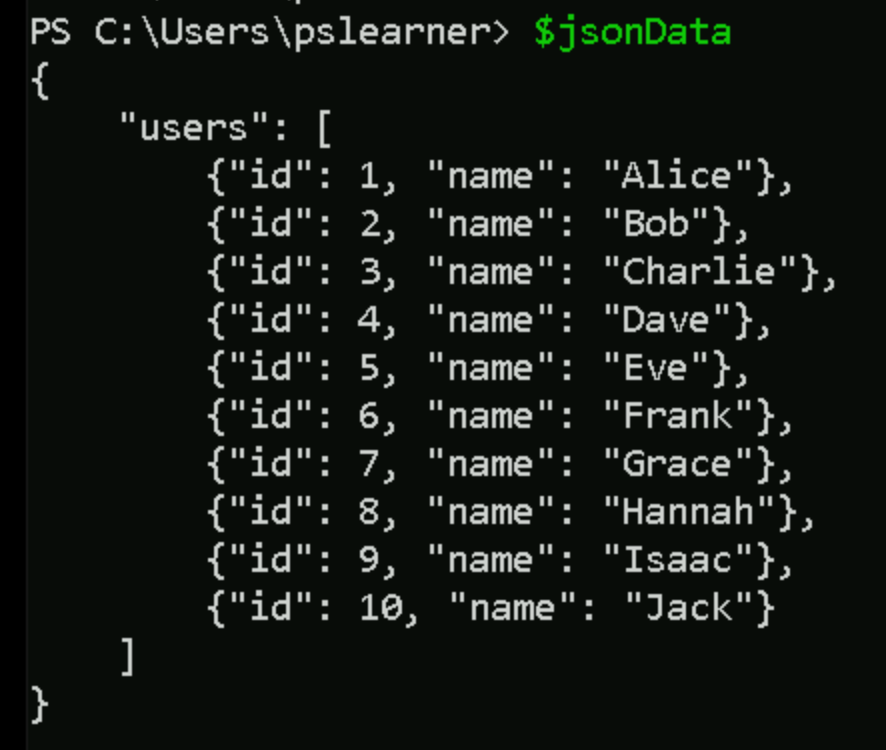 PS C:\Users\pslearner> $jsonData
{
    "users": [
        {"id": 1, "name": "Alice"},
        {"id": 2, "name": "Bob"},
        {"id": 3, "name": "Charlie"},
        {"id": 4, "name": "Dave"},
        {"id": 5, "name": "Eve"},
        {"id": 6, "name": "Frank"},
        {"id": 7, "name": "Grace"},
        {"id": 8, "name": "Hannah"},
        {"id": 9, "name": "Isaac"},
        {"id": 10, "name": "Jack"}
    ]
}